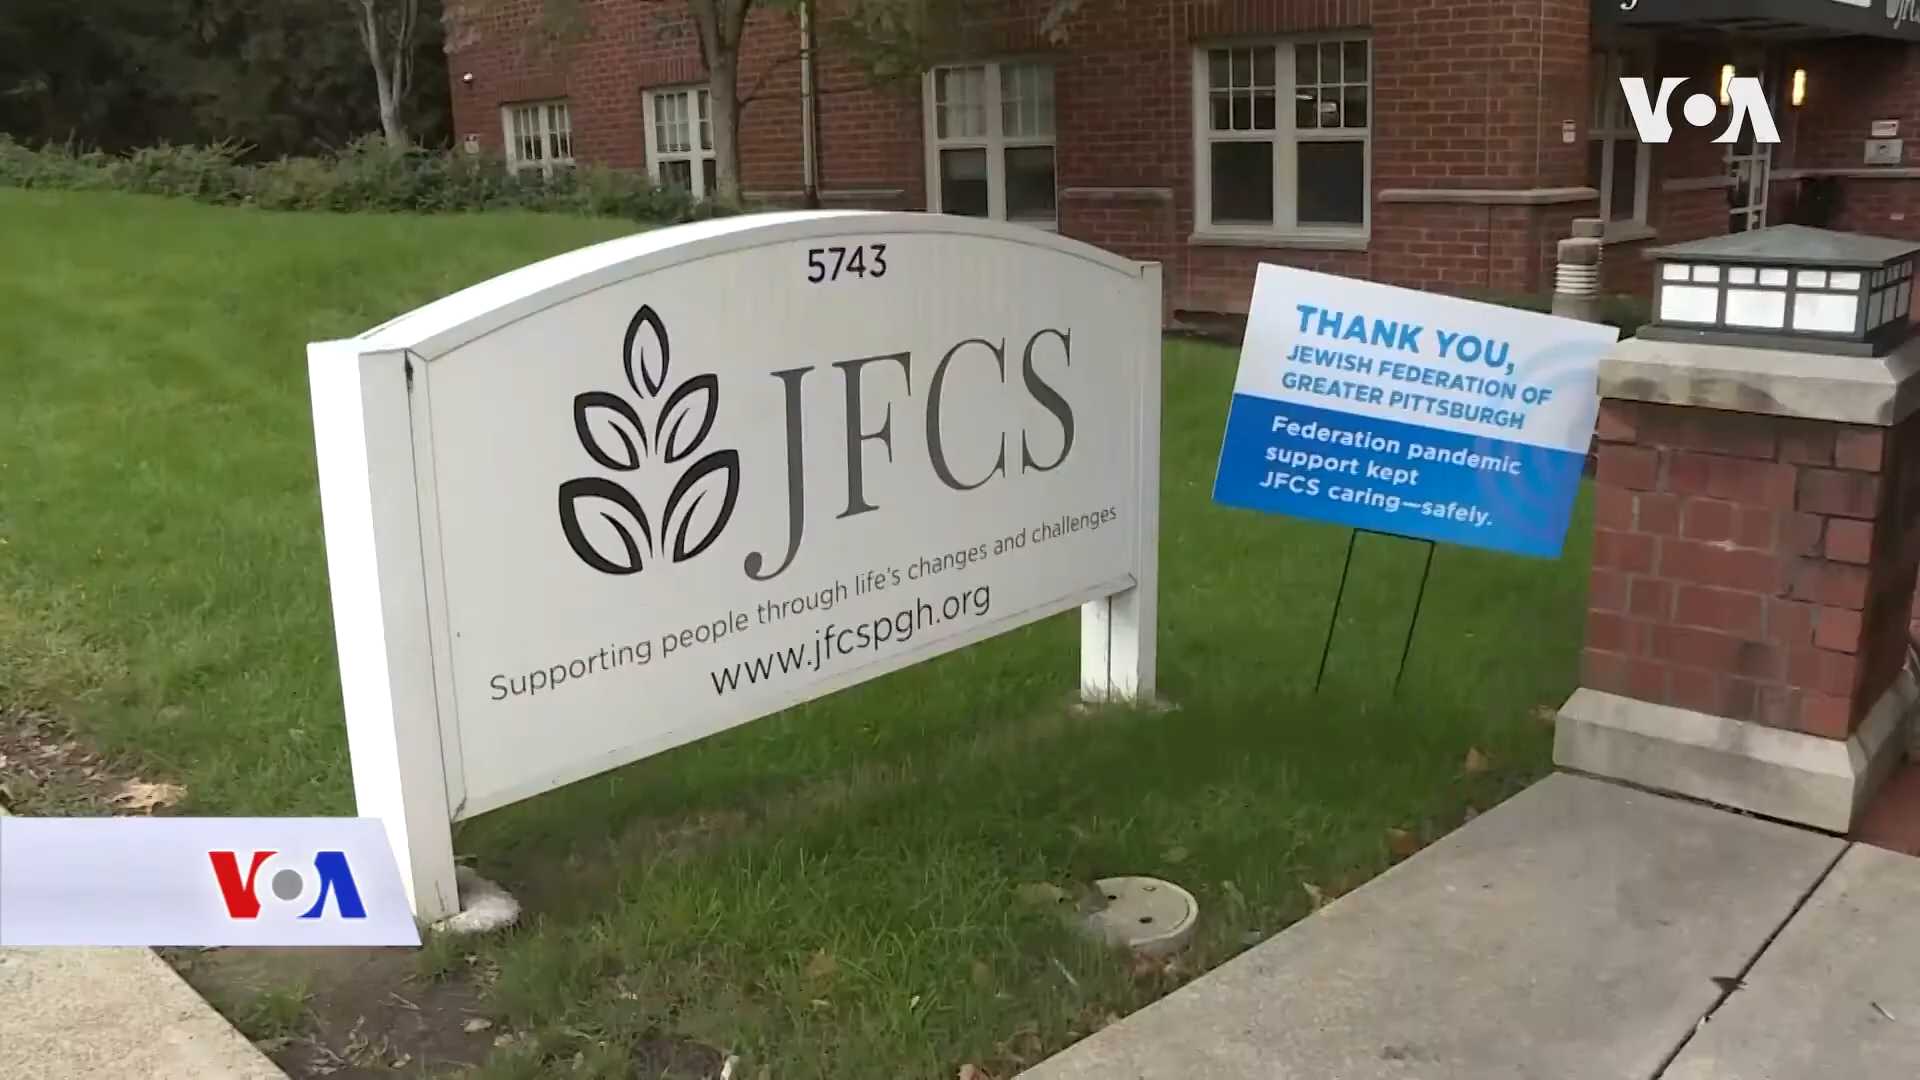 VOA
5743
JFCS
Supporting people through life's changes and challenges
www.jfcspgh.org
THANK YOU,
JEWISH FEDERATION OF
GREATER PITTSBURGH
Federation pandemic
support kept
JFCS caring—safely.
VOA